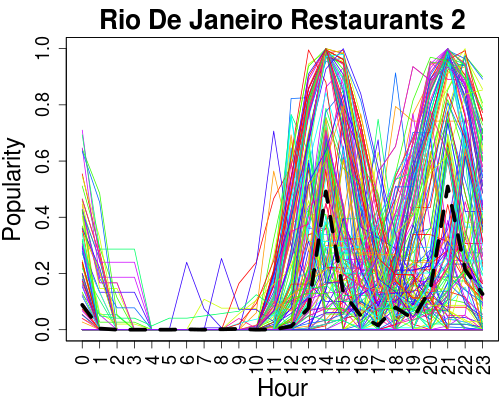 Rio De Janeiro Restaurants 2
Popularity
0.0 0.2 0.4 0.6 0.8 1.0
0 1 2 3 4 5 6 7 8 9 10 11 12 13 14 15 16 17 18 19 20 21 22 23
Hour